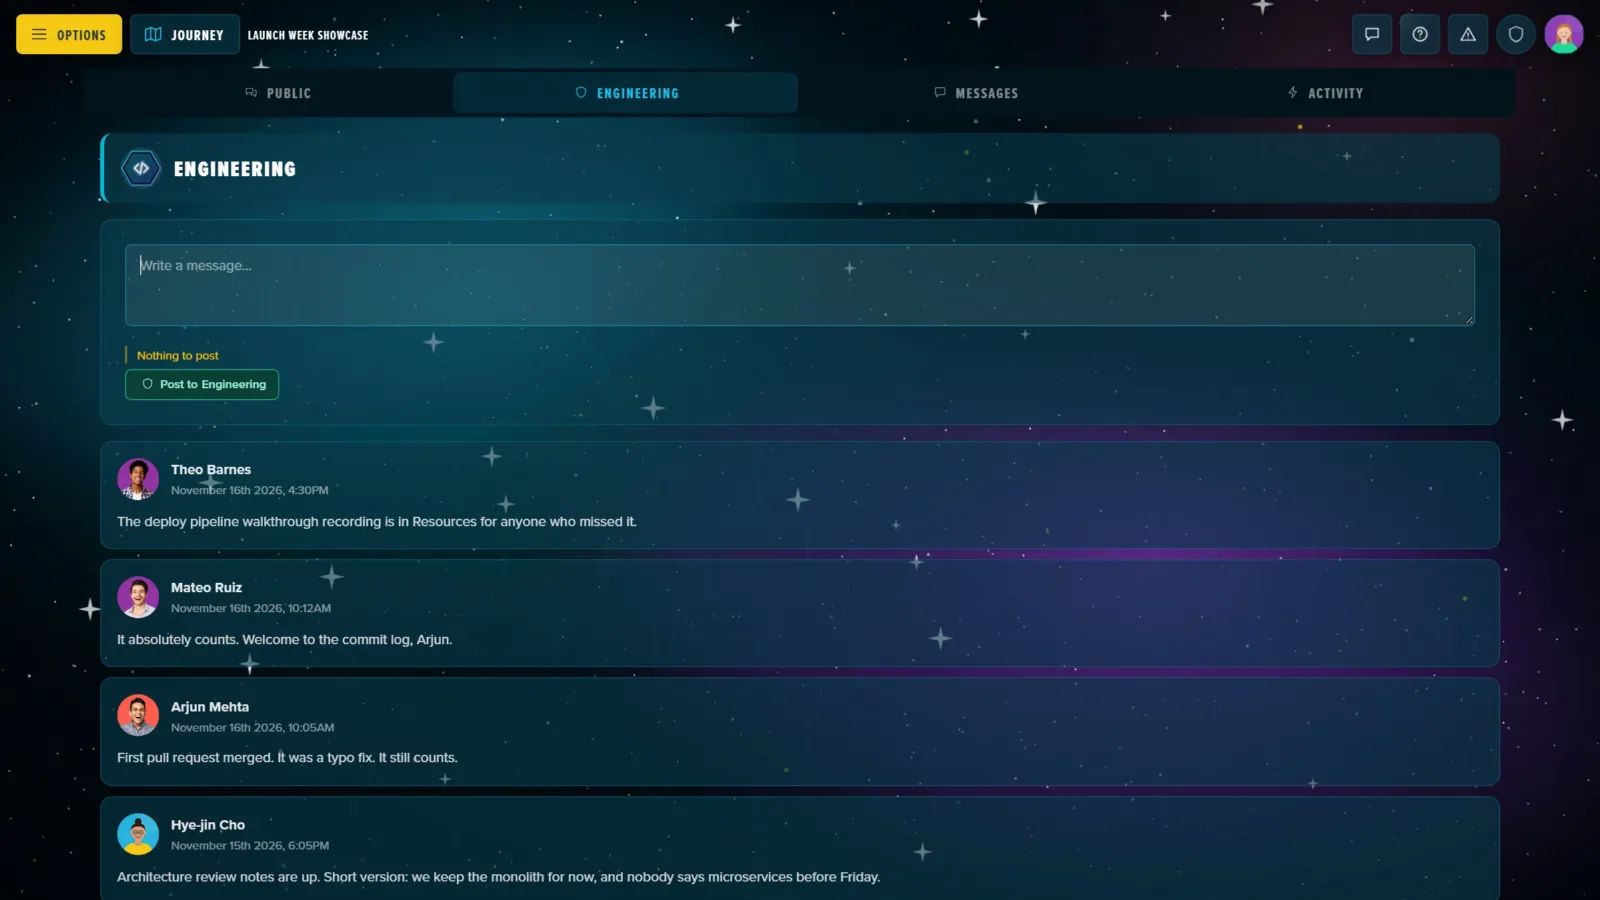 OPTIONS
JOURNEY
LAUNCH WEEK SHOWCASE
PUBLIC
ENGINEERING
MESSAGES
ACTIVITY
ENGINEERING
Write a message...
Nothing to post
Post to Engineering
Theo Barnes
November 16th 2026, 4:30PM
The deploy pipeline walkthrough recording is in Resources for anyone who missed it.
Mateo Ruiz
November 16th 2026, 10:12AM
It absolutely counts. Welcome to the commit log, Arjun.
Arjun Mehta
November 16th 2026, 10:05AM
First pull request merged. It was a typo fix. It still counts.
Hye-jin Cho
November 15th 2026, 6:05PM
Architecture review notes are up. Short version: we keep the monolith for now, and nobody says microservices before Friday.